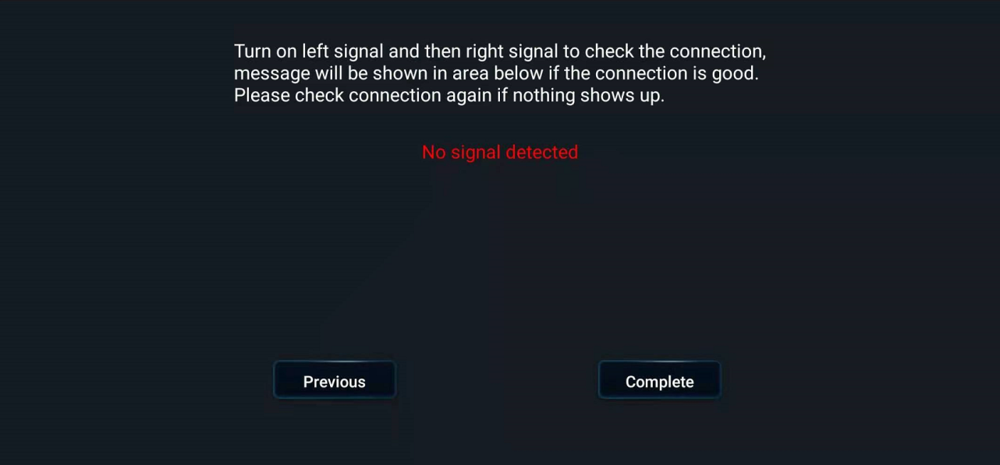 Turn on left signal and then right signal to check the connection,
message will be shown in area below if the connection is good.
Please check connection again if nothing shows up.
No signal detected
Previous
Complete